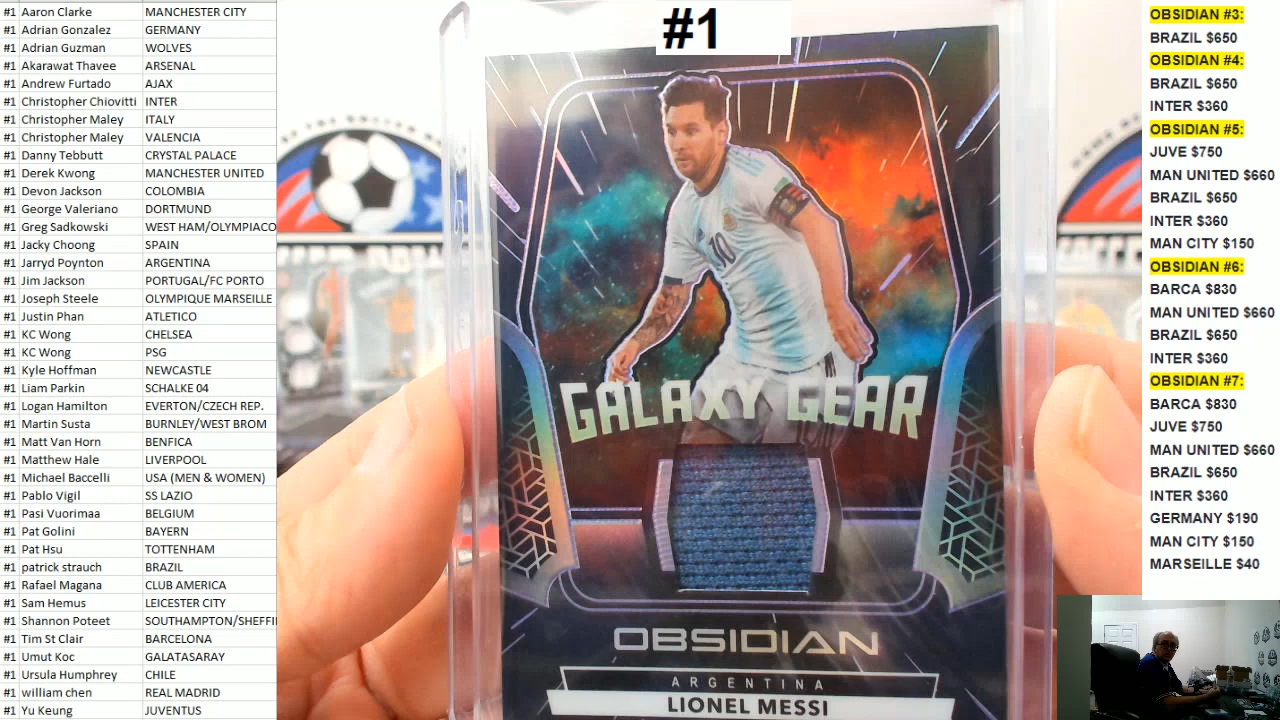 #1 Aaron Clarke MANCHESTER CITY
#1 Adrian Gonzalez GERMANY
#1 Adrian Guzman WOLVES
#1 Akarawat Thavee ARSENAL
#1 Andrew Furtado AJAX
#1 Christopher Chiovitti INTER
#1 Christopher Maley ITALY
#1 Christopher Maley VALENCIA
#1 Danny Tebbutt CRYSTAL PALACE
#1 Derek Kwong MANCHESTER UNITED
#1 Devon Jackson COLOMBIA
#1 George Valeriano DORTMUND
#1 Greg Sadkowski WEST HAM/OLYMPIACO
#1 Jacky Choong SPAIN
#1 Jarryd Poynton ARGENTINA
#1 Jim Jackson PORTUGAL/FC PORTO
#1 Joseph Steele OLYMPIQUE MARSEILLE
#1 Justin Phan ATLETICO
#1 KC Wong CHELSEA
#1 KC Wong PSG
#1 Kyle Hoffman NEWCASTLE
#1 Liam Parkin SCHALKE 04
#1 Logan Hamilton EVERTON/CZECH REP.
#1 Martin Susta BURNLEY/WEST BROM
#1 Matt Van Horn BENFICA
#1 Matthew Hale LIVERPOOL
#1 Michael Baccelli USA (MEN & WOMEN)
#1 Pablo Vigil SS LAZIO
#1 Pasi Vuorimaa BELGIUM
#1 Pat Golini BAYERN
#1 Pat Hsu TOTTENHAM
#1 patrick strauch BRAZIL
#1 Rafael Magana CLUB AMERICA
#1 Sam Hemus LEICESTER CITY
#1 Shannon Poteet SOUTHAMPTON/SHEFFI
#1 Tim St Clair BARCELONA
#1 Umut Koc GALATASARAY
#1 Ursula Humphrey CHILE
#1 william chen REAL MADRID
#1 Yu Keung JUVENTUS
#1
10
GALAXY GEAR
OBSIDIAN
ARGENTINA
LIONEL MESSI
OBSIDIAN #3:
BRAZIL $650
OBSIDIAN #4:
BRAZIL $650
INTER $360
OBSIDIAN #5:
JUVE $750
MAN UNITED $660
BRAZIL $650
INTER $360
MAN CITY $150
OBSIDIAN #6:
BARCA $830
MAN UNITED $660
BRAZIL $650
INTER $360
OBSIDIAN #7:
BARCA $830
JUVE $750
MAN UNITED $660
BRAZIL $650
INTER $360
GERMANY $190
MAN CITY $150
MARSEILLE $40